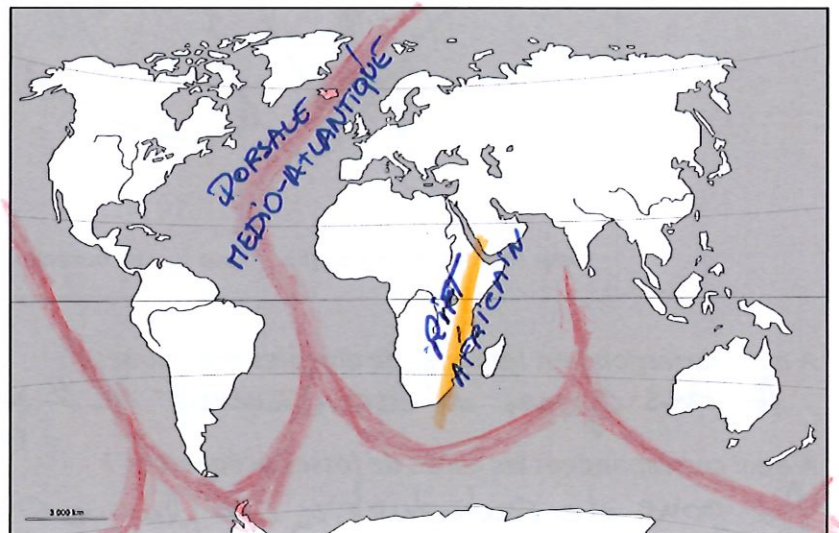 DORSALE
MEDIO-ATLANTIQUE
RIFT
AFRICAIN
3 000 km